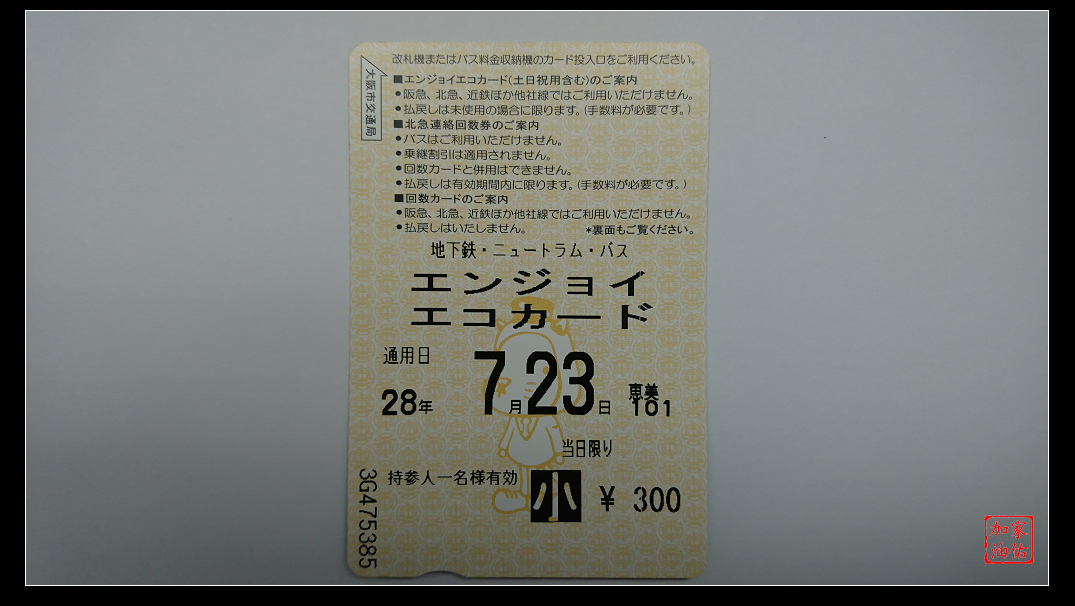 改札機またはバス料金収納機のカード投入口をご利用ください。
大阪市交通局
■エンジョイエコカード(土日祝用含む)のご案内
●阪急、北急、近鉄ほか他社線ではご利用いただけません。
●払戻しは未使用の場合に限ります。(手数料が必要です。)
■北急連絡回数券のご案内
●バスはご利用いただけません。
●乗継割引は適用されません。
●回数カードと併用はできません。
●払戻しは有効期間内に限ります。(手数料が必要です。)
■回数カードのご案内
●阪急、北急、近鉄ほか他社線ではご利用いただけません。
●払戻しはいたしません。 *裏面もご覧ください。
地下鉄・ニュートラム・バス
エンジョイ
エコカード
通用日
28年 7月23日 恵美
101
当日限り
持参人一名様有効 小 ¥ 300
3G475385